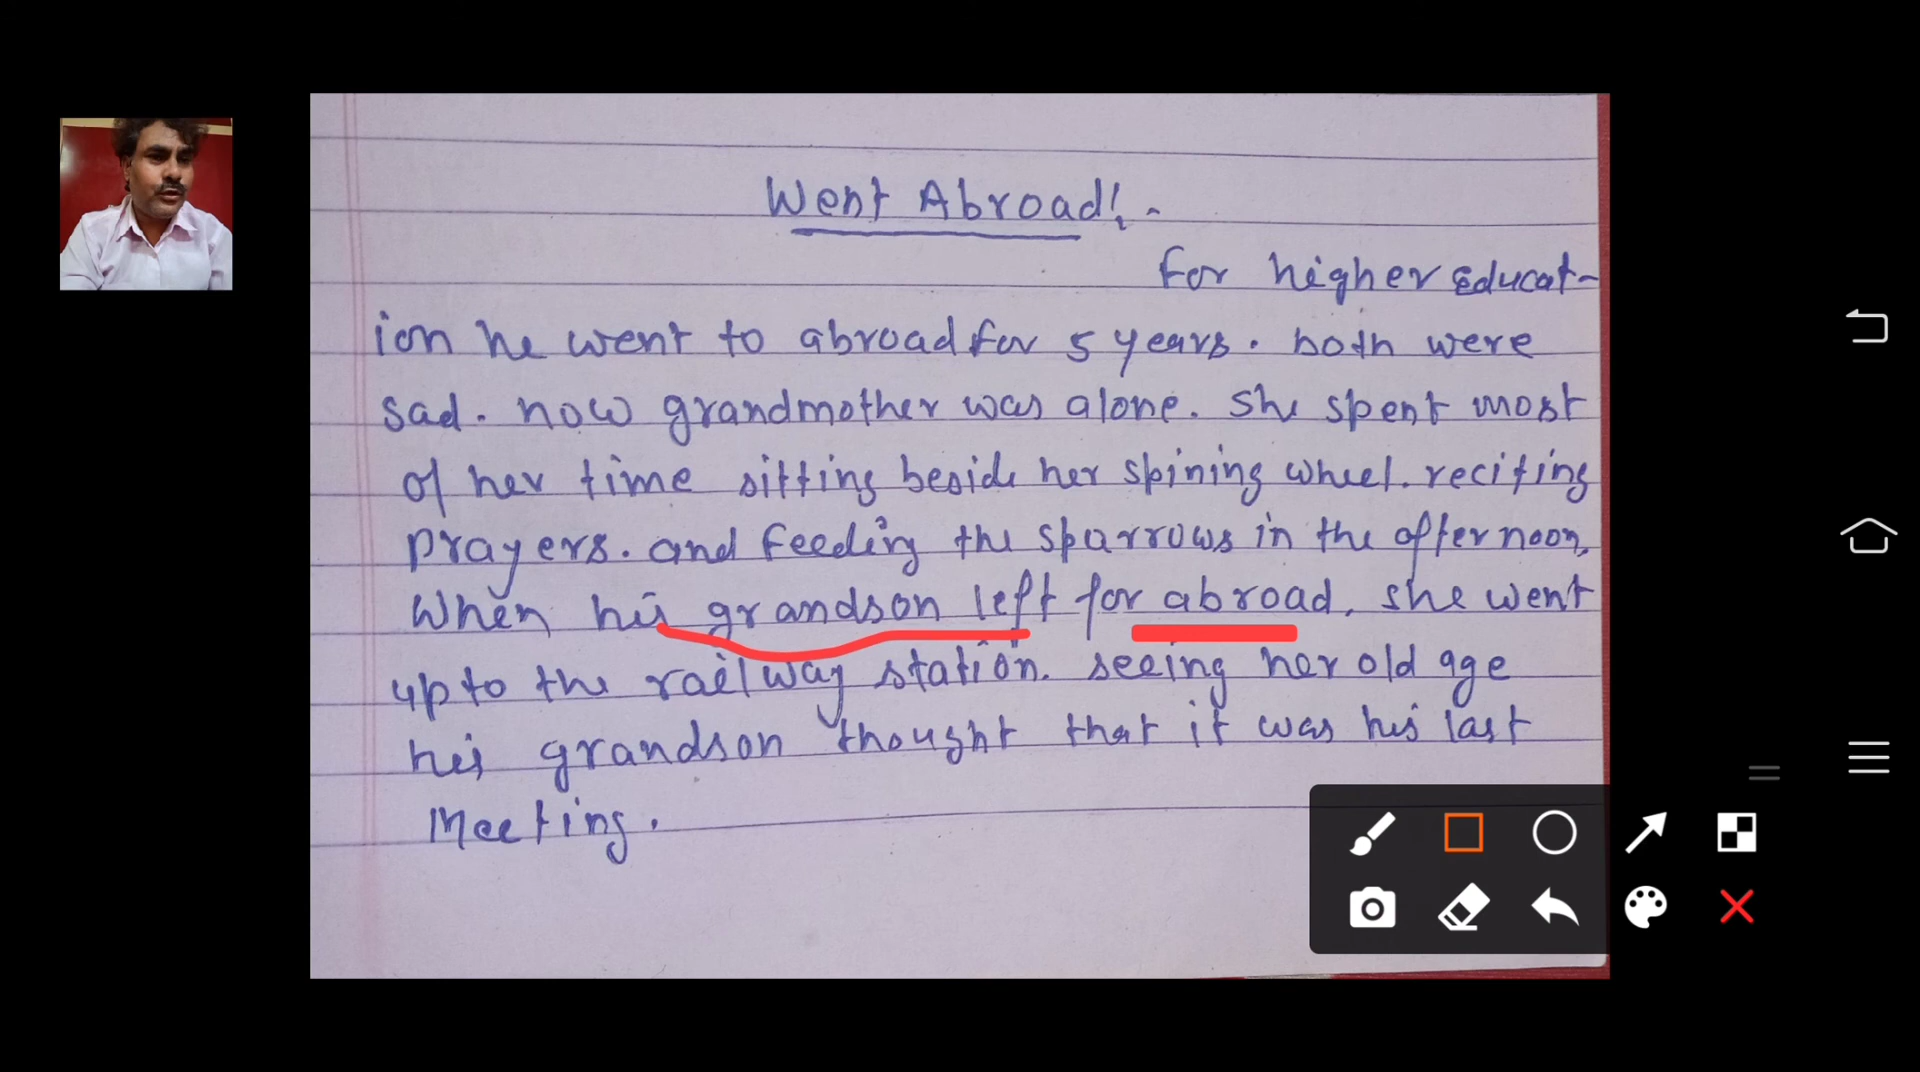 Went Abroad! -
For higher Educat-
ion he went to abroad for 5 years. both were
sad. now grandmother was alone. She spent most
of her time sitting beside her spining wheel. reciting
prayers. and feeding the sparrows in the afternoon.
When his grandson left for abroad, she went
upto the railway station. seeing her old age
his grandson thought that it was his last
Meeting.